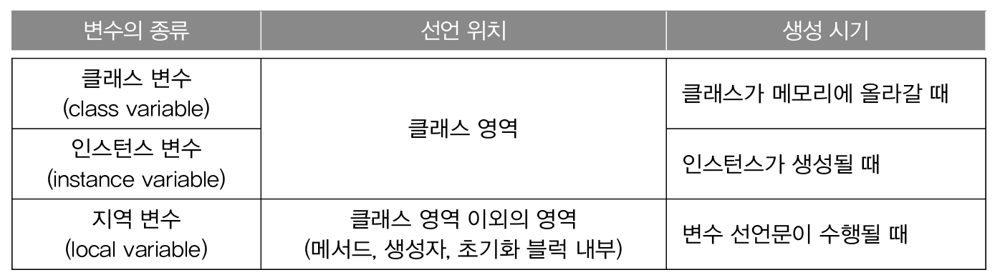 변수의 종류
선언 위치
생성 시기
클래스 변수
(class variable)
클래스 영역
클래스가 메모리에 올라갈 때
인스턴스 변수
(instance variable)
인스턴스가 생성될 때
지역 변수
(local variable)
클래스 영역 이외의 영역
(메서드, 생성자, 초기화 블럭 내부)
변수 선언문이 수행될 때